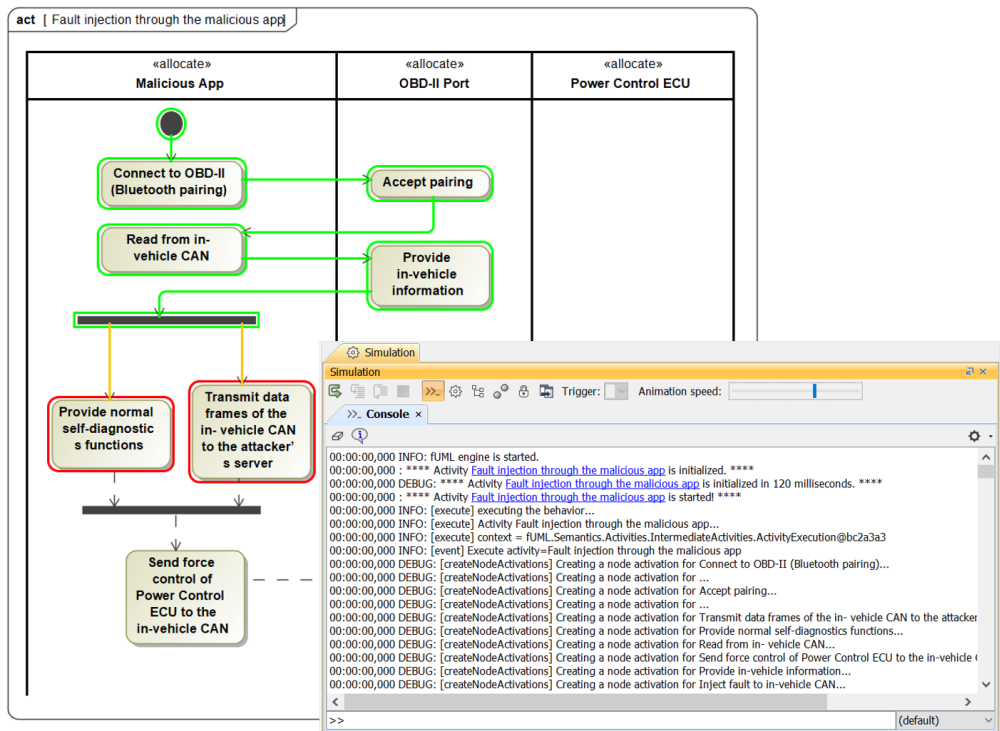 act [ Fault injection through the malicious app]
«allocate»
Malicious App
«allocate»
OBD-II Port
«allocate»
Power Control ECU
Connect to OBD-II
(Bluetooth pairing)
Accept pairing
Read from in-
vehicle CAN
Provide
in-vehicle
information
Provide normal
self-diagnostic
s functions
Transmit data
frames of the
in- vehicle CAN
to the attacker'
s server
Send force
control of
Power Control
ECU to the
in-vehicle CAN
Simulation
Simulation
Trigger:
Animation speed:
>>_ Console ×
00:00:00,000 INFO: fUML engine is started.
00:00:00,000 : **** Activity Fault injection through the malicious app is initialized. ****
00:00:00,000 DEBUG: **** Activity Fault injection through the malicious app is initialized in 120 milliseconds. ****
00:00:00,000 : **** Activity Fault injection through the malicious app is started! ****
00:00:00,000 INFO: [execute] executing the behavior...
00:00:00,000 INFO: [execute] Activity Fault injection through the malicious app...
00:00:00,000 INFO: [execute] context = fUML.Semantics.Activities.IntermediateActivities.ActivityExecution@bc2a3a3
00:00:00,000 INFO: [event] Execute activity=Fault injection through the malicious app
00:00:00,000 DEBUG: [createNodeActivations] Creating a node activation for Connect to OBD-II (Bluetooth pairing)...
00:00:00,000 DEBUG: [createNodeActivations] Creating a node activation for ...
00:00:00,000 DEBUG: [createNodeActivations] Creating a node activation for Accept pairing...
00:00:00,000 DEBUG: [createNodeActivations] Creating a node activation for ...
00:00:00,000 DEBUG: [createNodeActivations] Creating a node activation for Transmit data frames of the in- vehicle CAN to the attacker
00:00:00,000 DEBUG: [createNodeActivations] Creating a node activation for Provide normal self-diagnostics functions...
00:00:00,000 DEBUG: [createNodeActivations] Creating a node activation for Read from in- vehicle CAN...
00:00:00,000 DEBUG: [createNodeActivations] Creating a node activation for Send force control of Power Control ECU to the in-vehicle
00:00:00,000 DEBUG: [createNodeActivations] Creating a node activation for Provide in-vehicle information...
00:00:00,000 DEBUG: [createNodeActivations] Creating a node activation for Inject fault to in-vehicle CAN...
>>
(default)